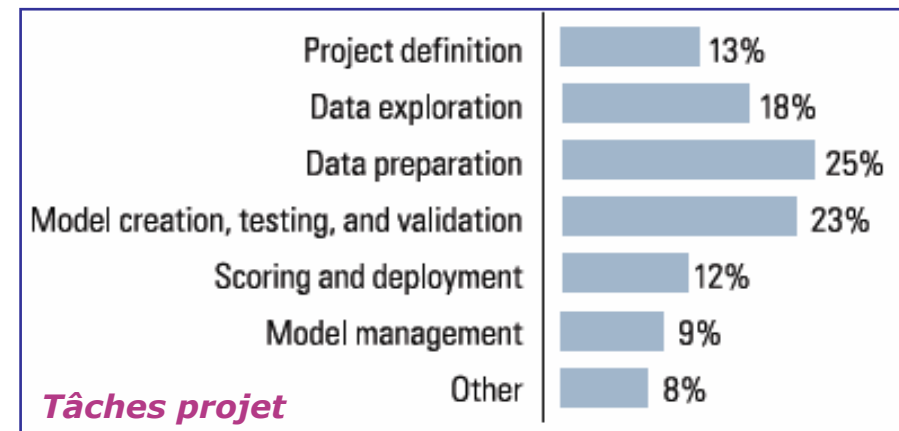 Project definition 13%
Data exploration 18%
Data preparation 25%
Model creation, testing, and validation 23%
Scoring and deployment 12%
Model management 9%
Other 8%
Tâches projet